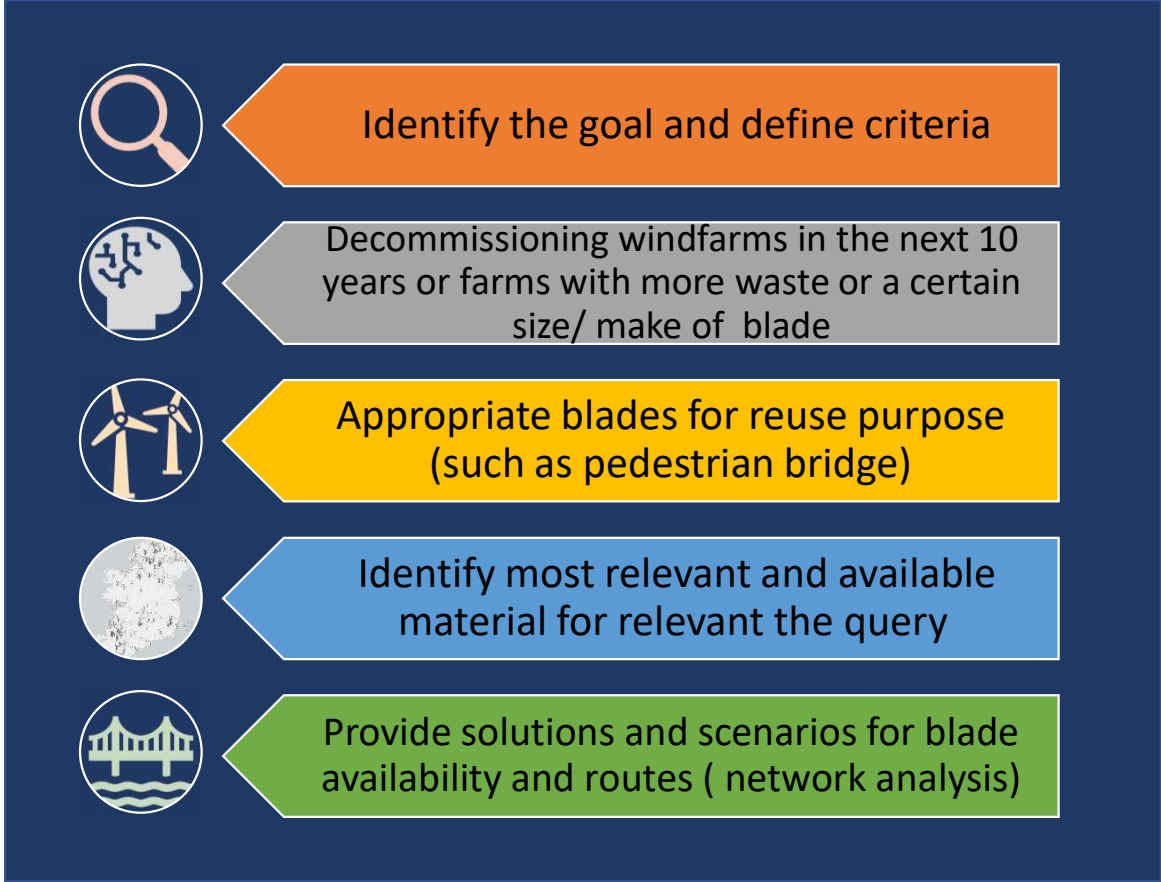 Identify the goal and define criteria
Decommissioning windfarms in the next 10
years or farms with more waste or a certain
size/ make of  blade
Appropriate blades for reuse purpose
(such as pedestrian bridge)
Identify most relevant and available
material for relevant the query
Provide solutions and scenarios for blade
availability and routes ( network analysis)